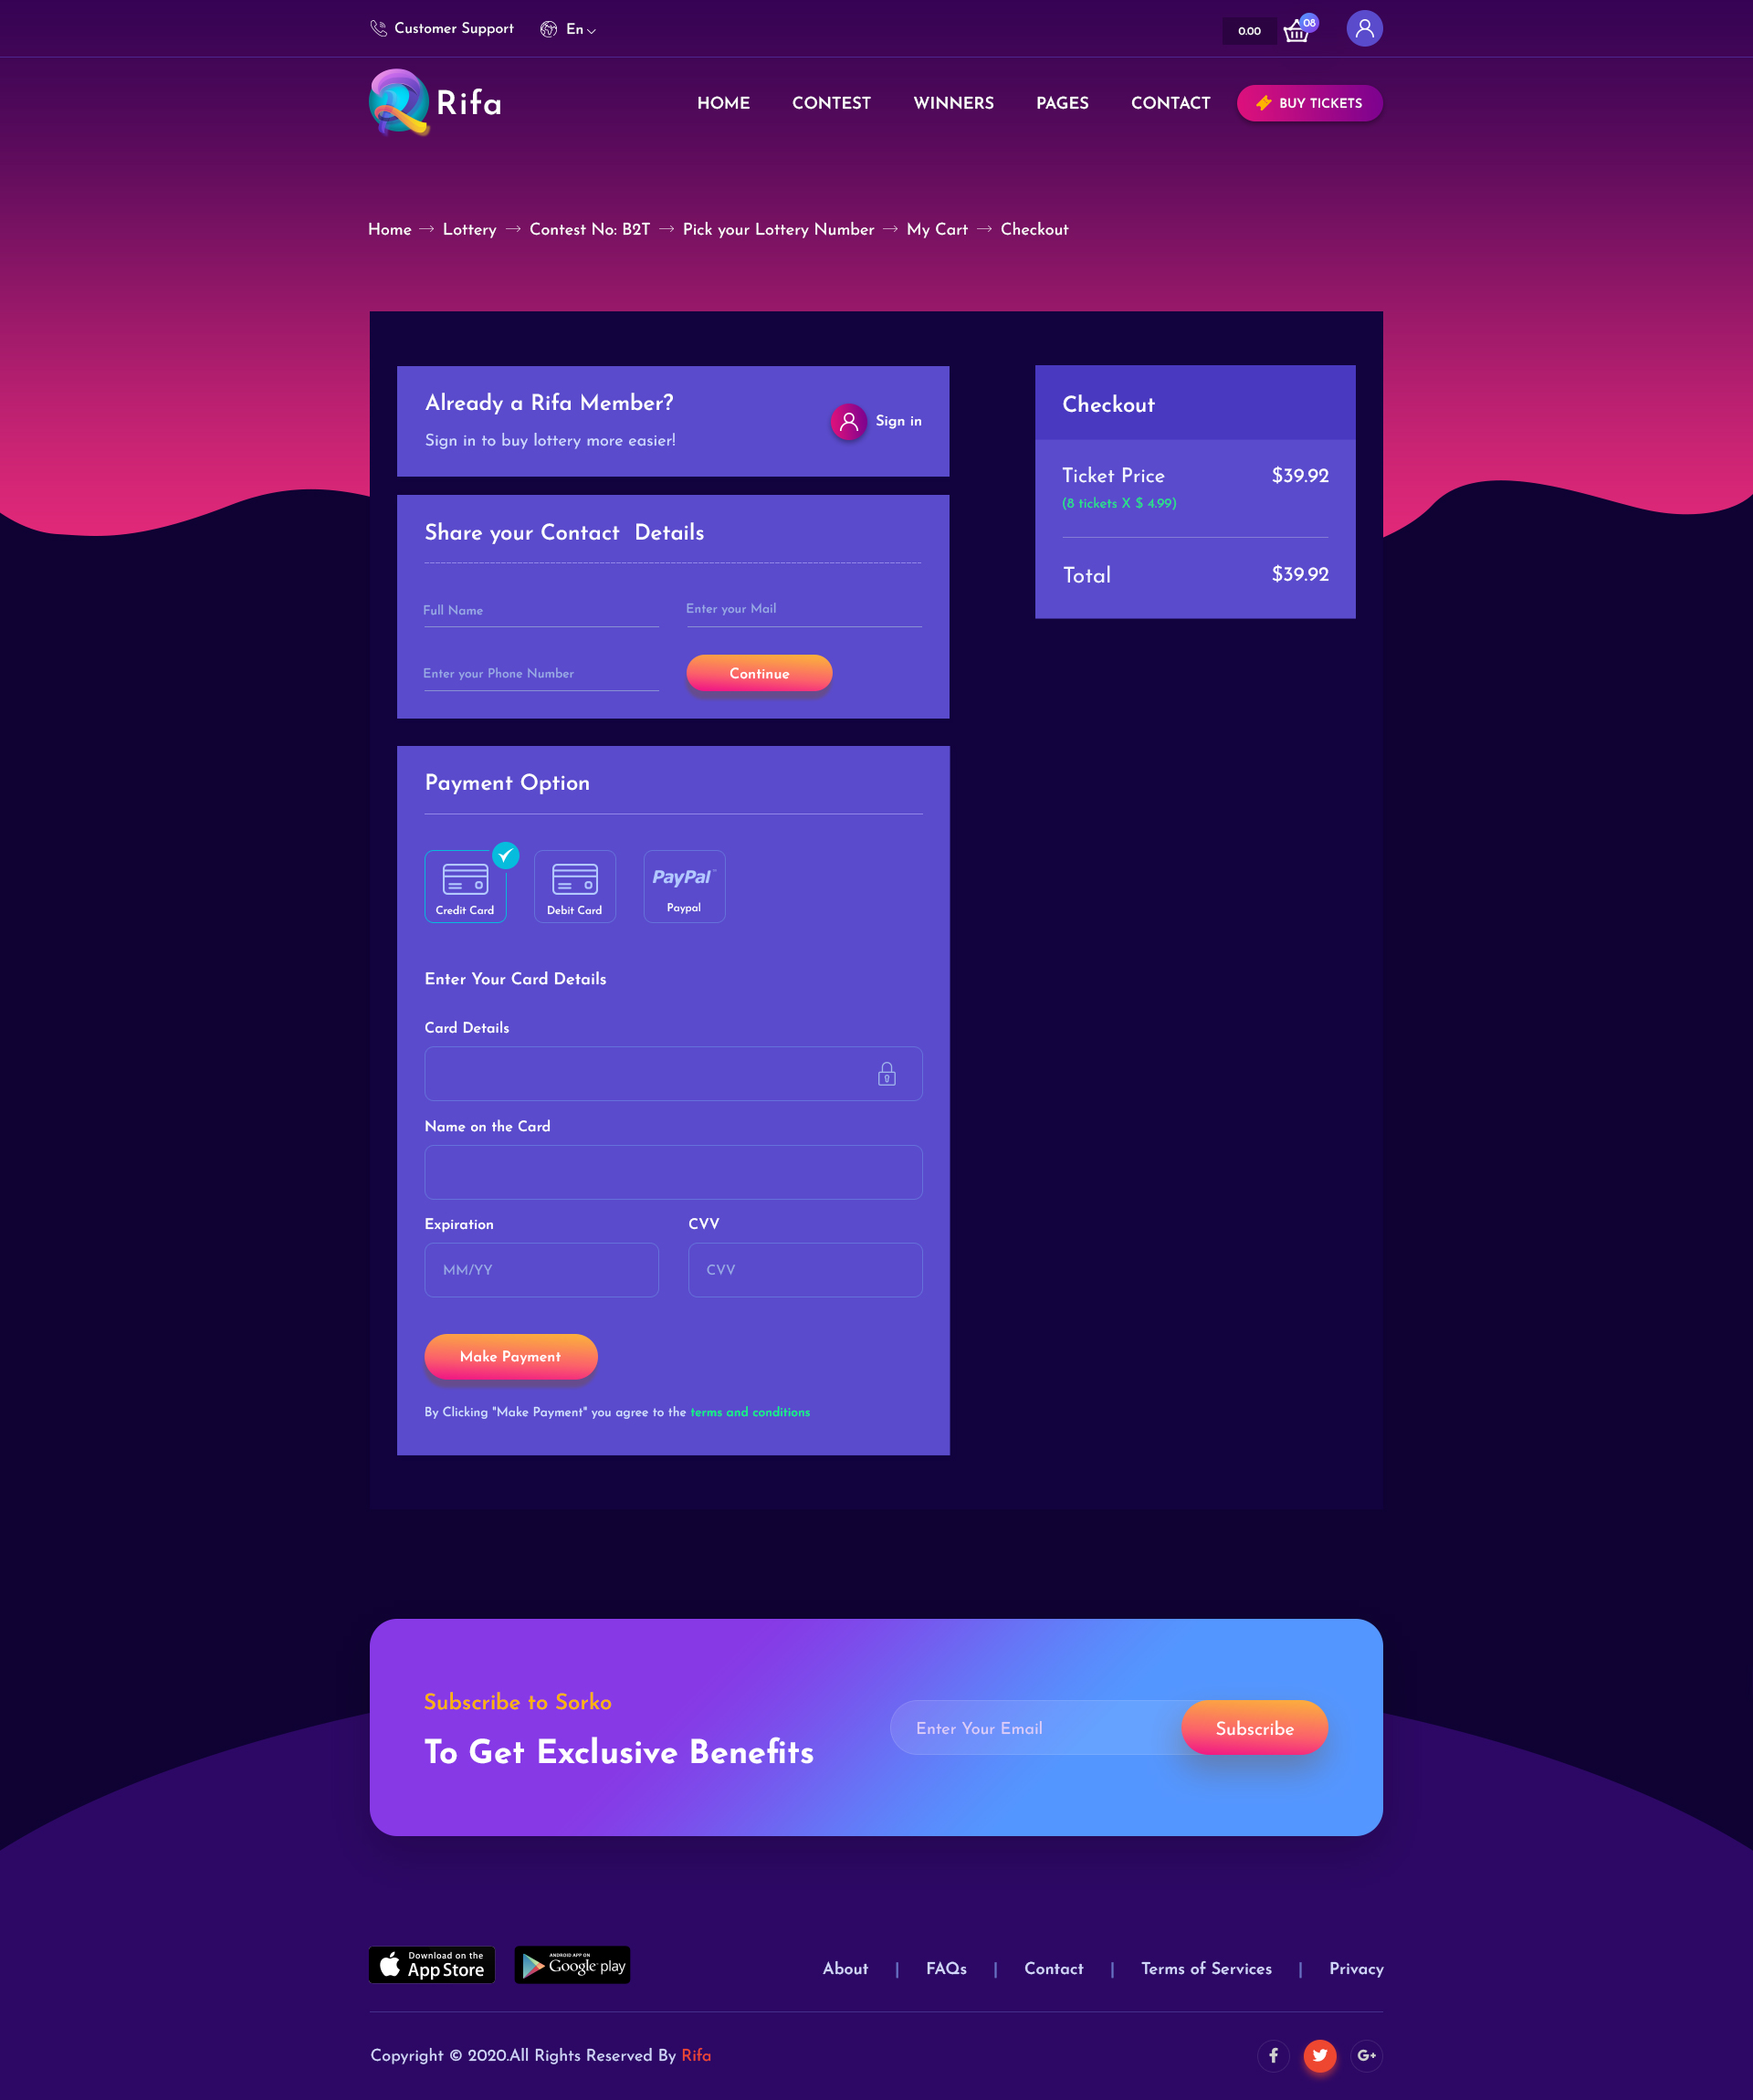 Customer Support
En
0.00
08
Rifa
HOME
CONTEST
WINNERS
PAGES
CONTACT
BUY TICKETS
Home
Lottery
Contest No: B2T
Pick your Lottery Number
My Cart
Checkout
Already a Rifa Member?
Sign in to buy lottery more easier!
Sign in
Share your Contact Details
Full Name
Enter your Mail
Enter your Phone Number
Continue
Checkout
Ticket Price
$39.92
(8 tickets X $ 4.99)
Total
$39.92
Payment Option
Credit Card
Debit Card
PayPal
Paypal
Enter Your Card Details
Card Details
Name on the Card
Expiration
CVV
MM/YY
CVV
Make Payment
By Clicking "Make Payment" you agree to the terms and conditions
Subscribe to Sorko
To Get Exclusive Benefits
Enter Your Email
Subscribe
Download on the
App Store
ANDROID APP ON
Google play
About
|
FAQs
|
Contact
|
Terms of Services
|
Privacy
Copyright © 2020.All Rights Reserved By Rifa
G+